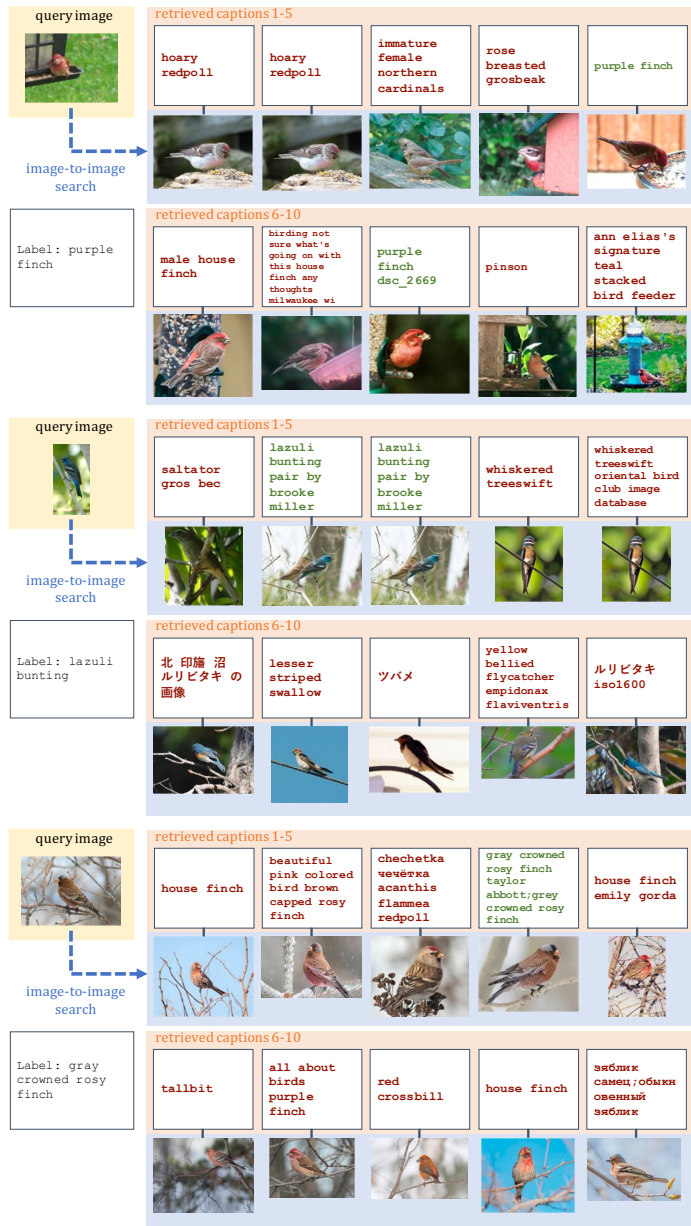 query image
retrieved captions 1-5
hoary
redpoll
hoary
redpoll
immature
female
northern
cardinals
rose
breasted
grosbeak
purple finch
image-to-image
search
retrieved captions 6-10
Label: purple
finch
male house
finch
birding not
sure what's
going on with
this house
finch any
thoughts
milwaukee wi
purple
finch
dsc_2669
pinson
ann elias's
signature
teal
stacked
bird feeder
query image
retrieved captions 1-5
saltator
gros bec
lazuli
bunting
pair by
brooke
miller
lazuli
bunting
pair by
brooke
miller
whiskered
treeswift
whiskered
treeswift
oriental bird
club image
database
image-to-image
search
retrieved captions 6-10
Label: lazuli
bunting
北 印旛 沼
ルリビタキ の
画像
lesser
striped
swallow
ツバメ
yellow
bellied
flycatcher
empidonax
flaviventris
ルリビタキ
iso1600
query image
retrieved captions 1-5
house finch
beautiful
pink colored
bird brown
capped rosy
finch
chechetka
чечётка
acanthis
flammea
redpoll
gray crowned
rosy finch
taylor
abbott;grey
crowned rosy
finch
house finch
emily gorda
image-to-image
search
retrieved captions 6-10
Label: gray
crowned rosy
finch
tallbit
all about
birds
purple
finch
red
crossbill
house finch
зяблик
самец;обыкн
овенный
зяблик